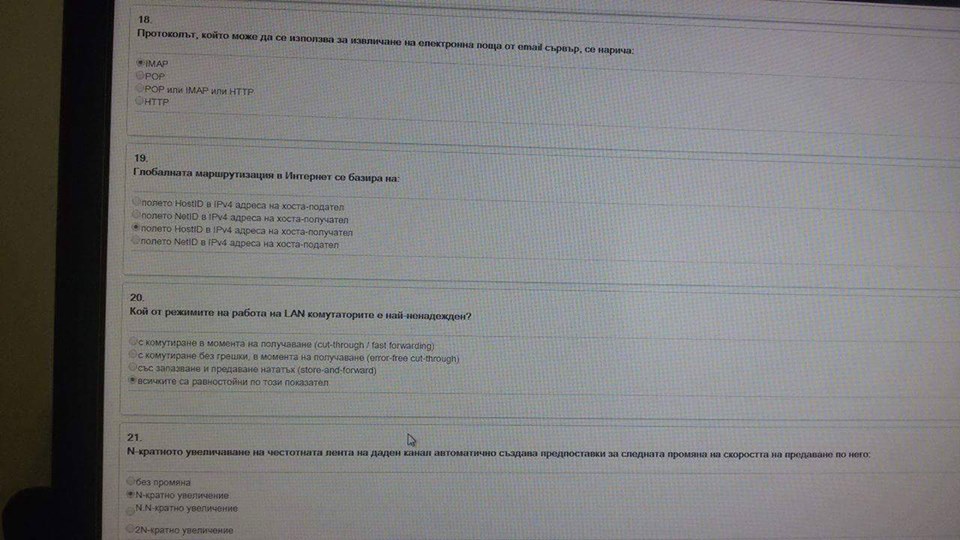 18.
Протоколът, който може да се използва за извличане на електронна поща от email сървър, се нарича:
IMAP
POP
POP или IMAP или HTTP
HTTP
19.
Глобалната маршрутизация в Интернет се базира на:
полето HostID в IPv4 адреса на хоста-подател
полето NetID в IPv4 адреса на хоста-получател
полето HostID в IPv4 адреса на хоста-получател
полето NetID в IPv4 адреса на хоста-подател
20.
Кой от режимите на работа на LAN комутаторите е най-ненадежден?
с комутиране в момента на получаване (cut-through / fast forwarding)
с комутиране без грешки, в момента на получаване (error-free cut-through)
със запазване и предаване нататък (store-and-forward)
всичките са равностойни по този показател
21.
N-кратното увеличаване на честотната лента на даден канал автоматично създава предпоставки за следната промяна на скоростта на предаване по него:
без промяна
N-кратно увеличение
N.N-кратно увеличение
2N-кратно увеличение